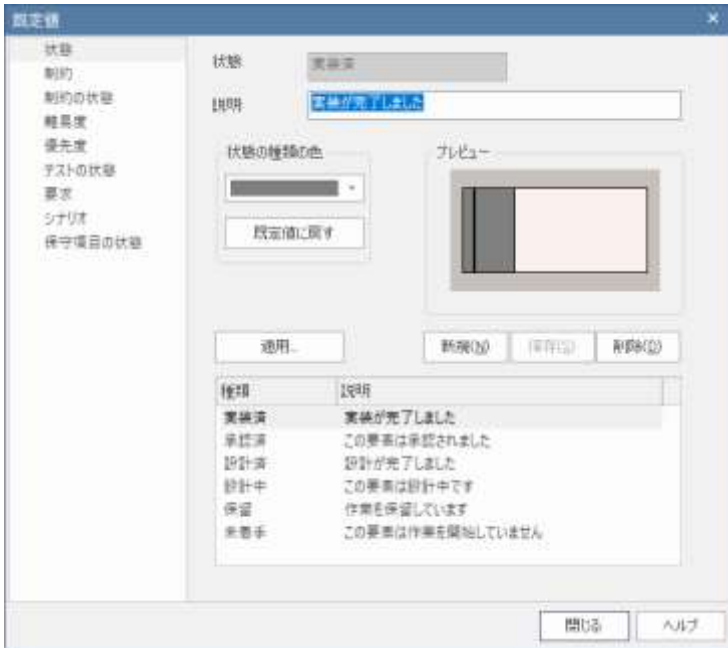 既定値
状態
制約
制約の状態
難易度
優先度
テストの状態
要求
シナリオ
保守項目の状態
状態 実装済
説明 実装が完了しました
状態の種類の色
既定値に戻す
プレビュー
適用...
新規(N) 保存(S) 削除(D)
種類 説明
実装済 実装が完了しました
承認済 この要素は承認されました
設計済 設計が完了しました
設計中 この要素は設計中です
保留 作業を保留しています
未着手 この要素は作業を開始していません
閉じる ヘルプ